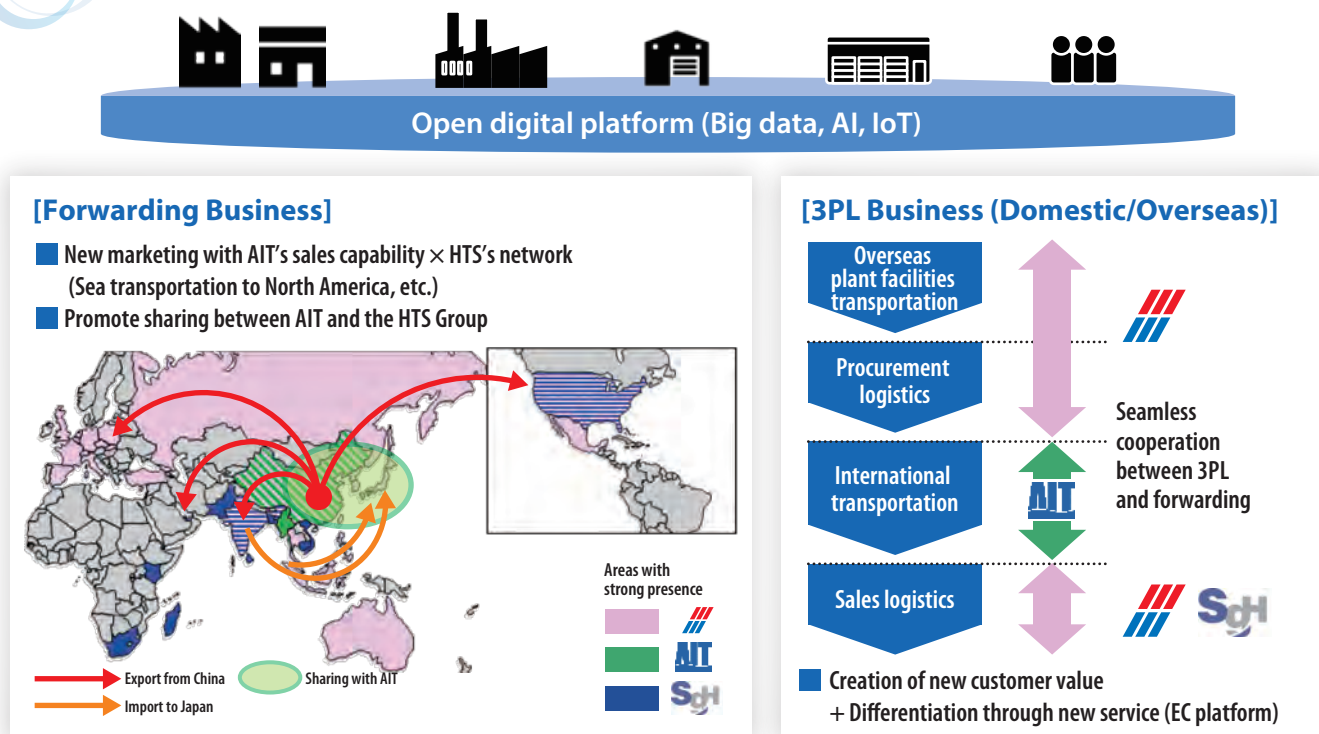 Open digital platform (Big data, AI, IoT)
[Forwarding Business]
New marketing with AIT's sales capability × HTS's network
(Sea transportation to North America, etc.)
Promote sharing between AIT and the HTS Group
Areas with
strong presence
AIT
SGH
Export from China
Sharing with AIT
Import to Japan
[3PL Business (Domestic/Overseas)]
Overseas
plant facilities
transportation
Procurement
logistics
International
transportation
AIT
Sales logistics
Seamless
cooperation
between 3PL
and forwarding
SGH
Creation of new customer value
+ Differentiation through new service (EC platform)